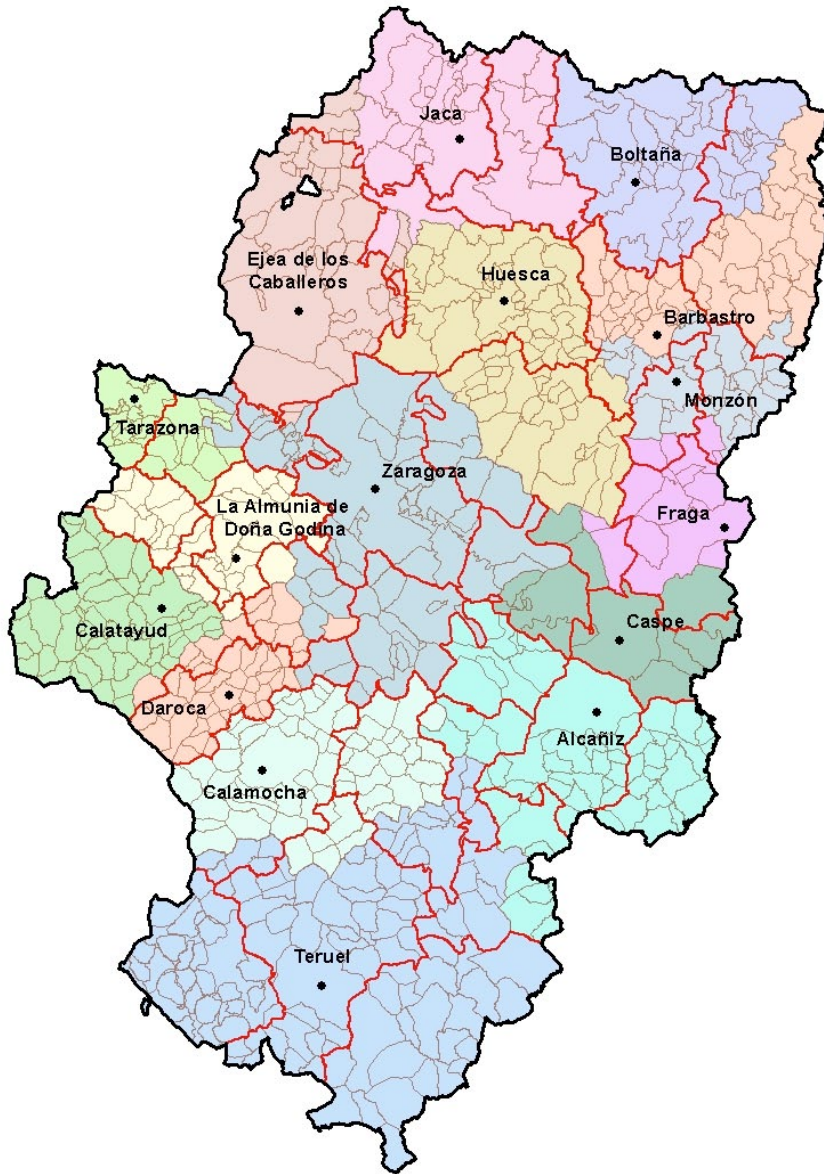 Jaca
Boltaña
Ejea de los
Caballeros
Huesca
Barbastro
Monzón
Tarazona
Zaragoza
La Almunia de
Doña Godina
Fraga
Calatayud
Caspe
Daroca
Alcañiz
Calamocha
Teruel